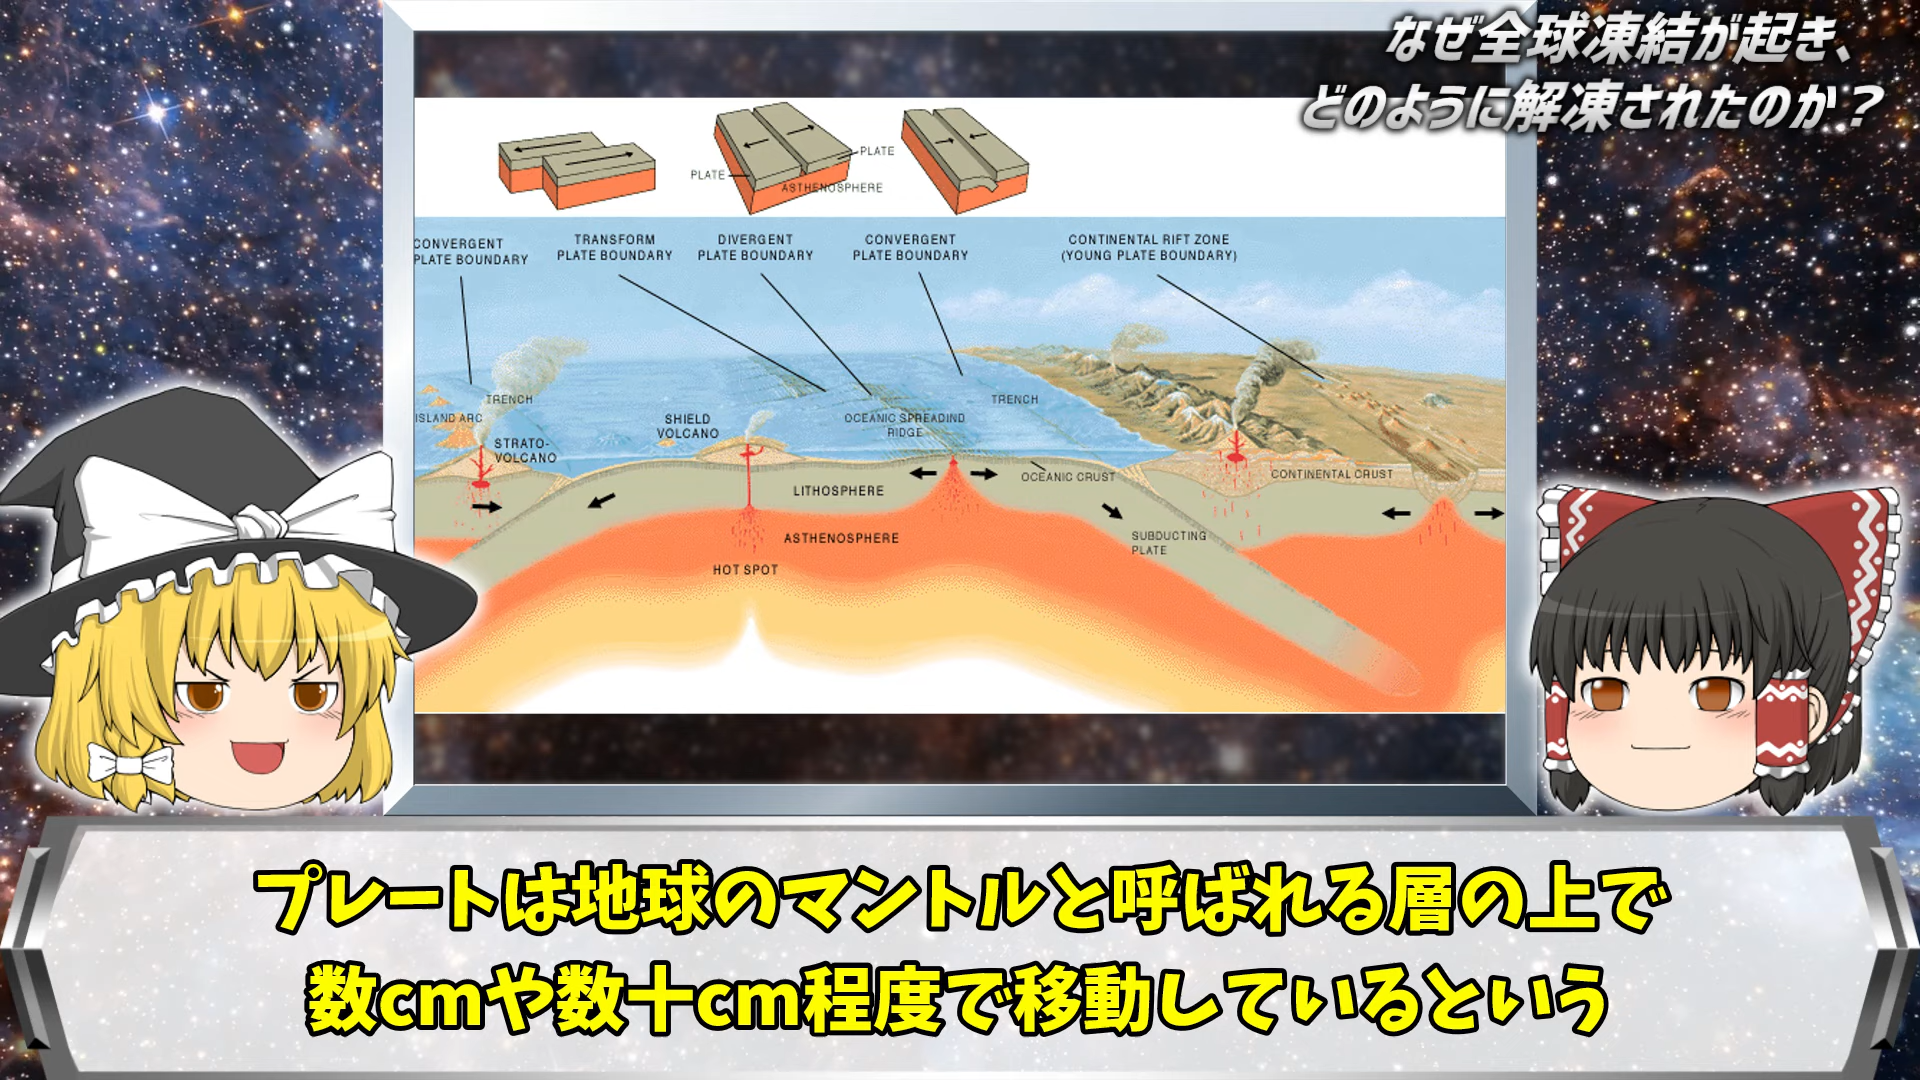 なぜ全球凍結が起き、
どのように解凍されたのか？
PLATE
PLATE
ASTHENOSPHERE
CONVERGENT
PLATE BOUNDARY
TRANSFORM
PLATE BOUNDARY
DIVERGENT
PLATE BOUNDARY
CONVERGENT
PLATE BOUNDARY
CONTINENTAL RIFT ZONE
(YOUNG PLATE BOUNDARY)
TRENCH
ISLAND ARC
STRATO-
VOLCANO
SHIELD
VOLCANO
OCEANIC SPREADIND
RIDGE
TRENCH
LITHOSPHERE
OCEANIC CRUST
CONTINENTAL CRUST
ASTHENOSPHERE
SUBDUCTING
PLATE
HOT SPOT
プレートは地球のマントルと呼ばれる層の上で
数cmや数十cm程度で移動しているという